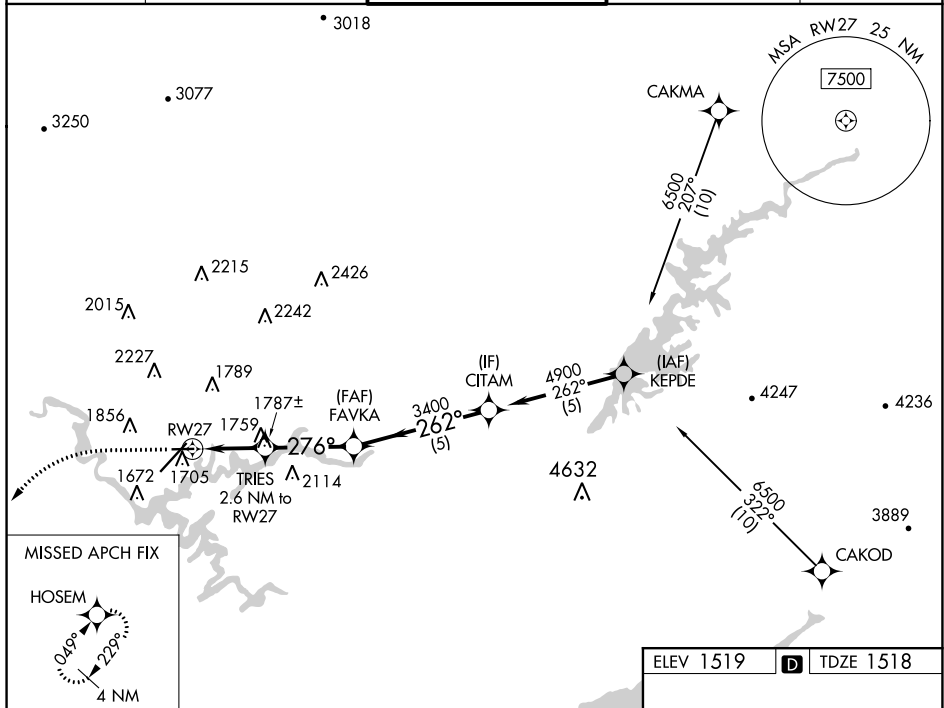 3018
MSA RW27 25 NM
7500
3077
CAKMA
3250
6500
207°
(10)
2215
2426
2015
2242
2227
1789
(IF)
CITAM
4900
262°
(5)
(IAF)
KEPDE
(FAF)
FAVKA
3400
262°
(5)
4247
4236
1856
1787±
1759
RW27
276°
1672
1705
TRIES
2.6 NM to
RW27
2114
4632
6500
322°
(10)
3889
CAKOD
MISSED APCH FIX
HOSEM
049°
229°
4 NM
ELEV 1519
D
TDZE 1518